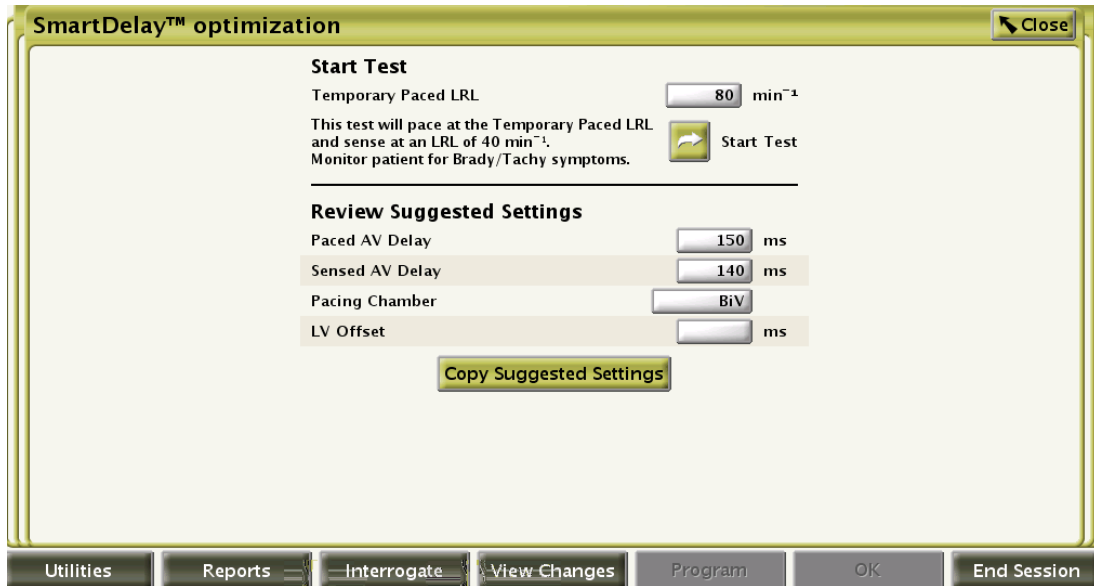 SmartDelay™ optimization
Close
Start Test
Temporary Paced LRL 80 min⁻¹
This test will pace at the Temporary Paced LRL
and sense at an LRL of 40 min⁻¹.
Monitor patient for Brady/Tachy symptoms.
Start Test
Review Suggested Settings
Paced AV Delay 150 ms
Sensed AV Delay 140 ms
Pacing Chamber BiV
LV Offset ms
Copy Suggested Settings
Utilities Reports Interrogate View Changes Program OK End Session